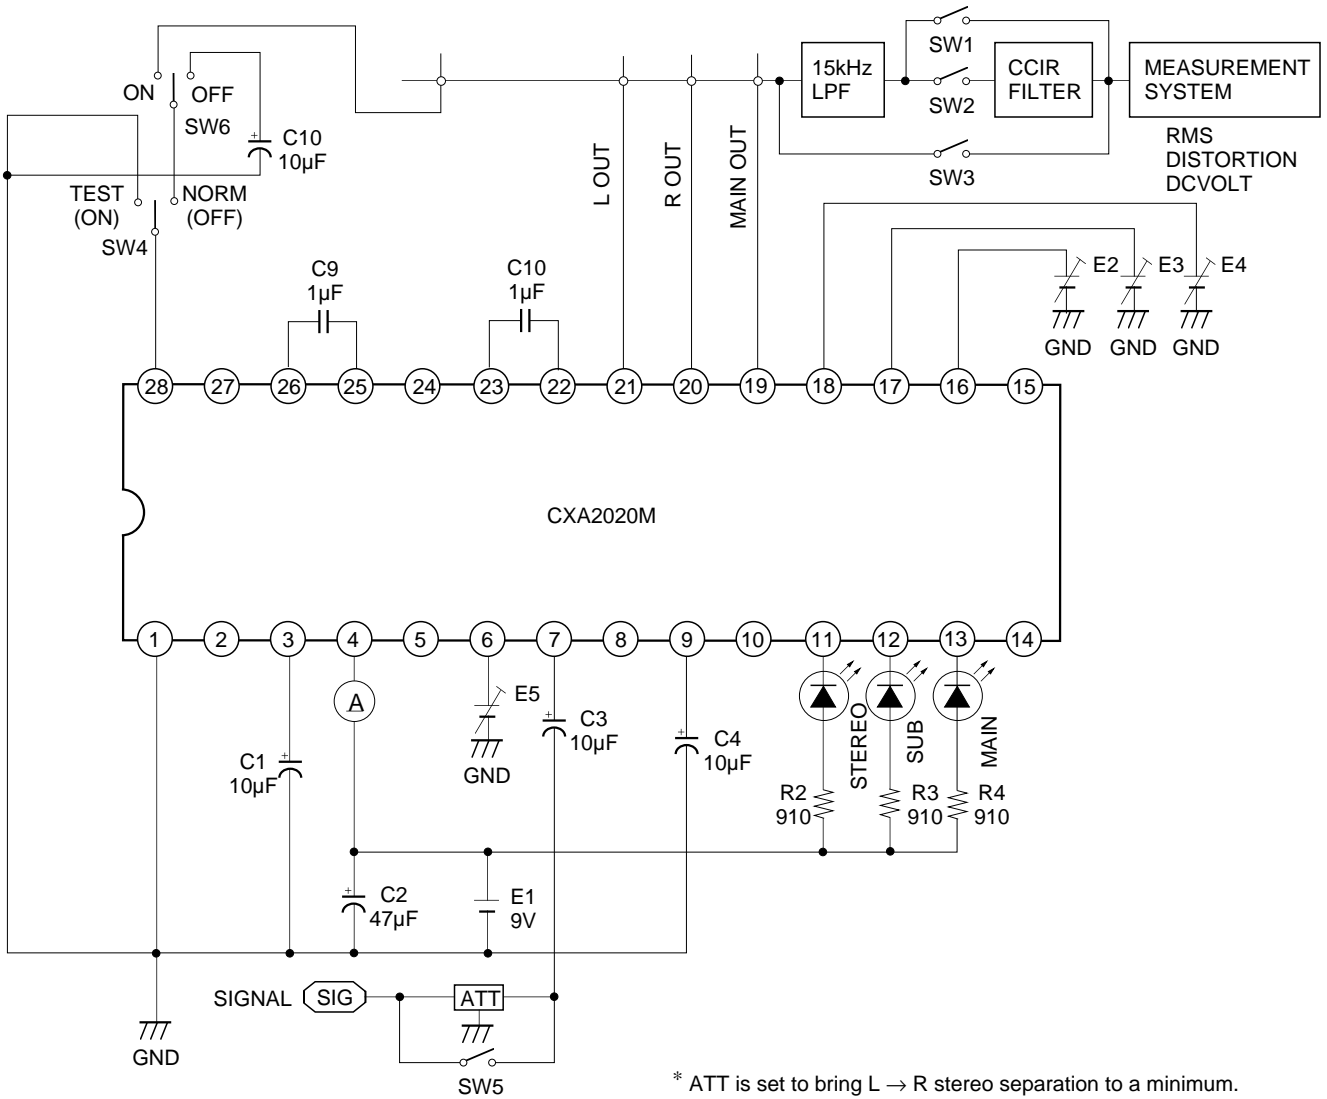 SW1
15kHz
LPF
CCIR
FILTER
MEASUREMENT
SYSTEM
SW2
ON
OFF
SW6
C10
10µF
L OUT
R OUT
MAIN OUT
SW3
RMS
DISTORTION
DCVOLT
TEST
(ON)
NORM
(OFF)
SW4
C9
1µF
C10
1µF
E2
E3
E4
GND
GND
GND
28
27
26
25
24
23
22
21
20
19
18
17
16
15
CXA2020M
1
2
3
4
5
6
7
8
9
10
11
12
13
14
A
E5
GND
C3
10µF
C4
10µF
C1
10µF
STEREO
SUB
MAIN
R2
910
R3
910
R4
910
C2
47µF
E1
9V
SIGNAL
SIG
ATT
GND
SW5
* ATT is set to bring L → R stereo separation to a minimum.